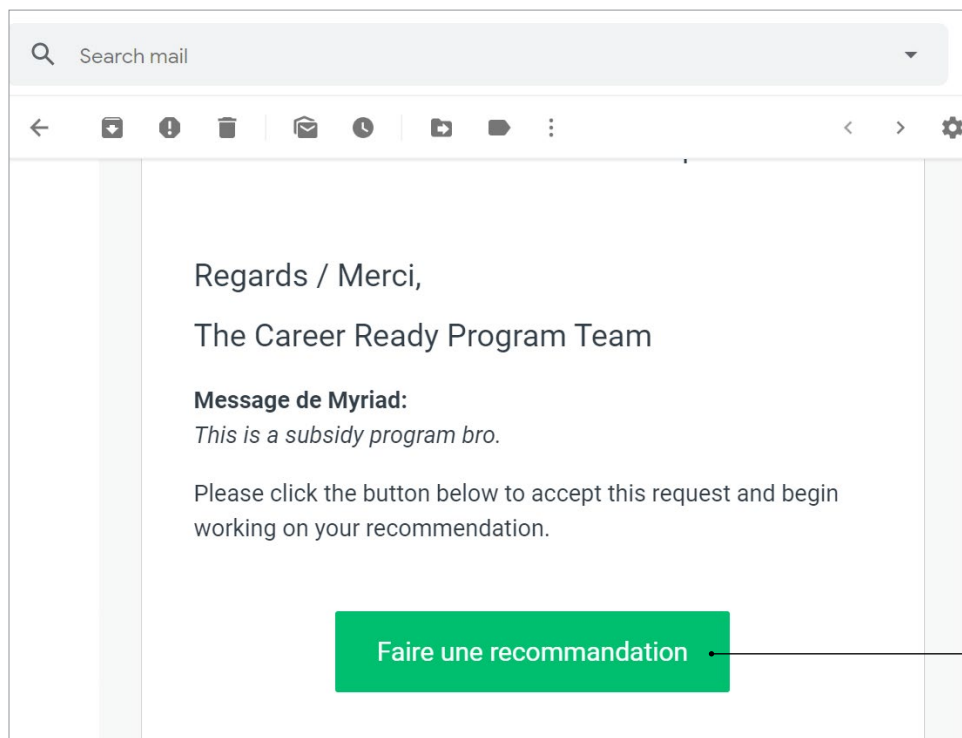 Search mail
Regards / Merci,
The Career Ready Program Team
Message de Myriad:
This is a subsidy program bro.
Please click the button below to accept this request and begin
working on your recommendation.
Faire une recommandation